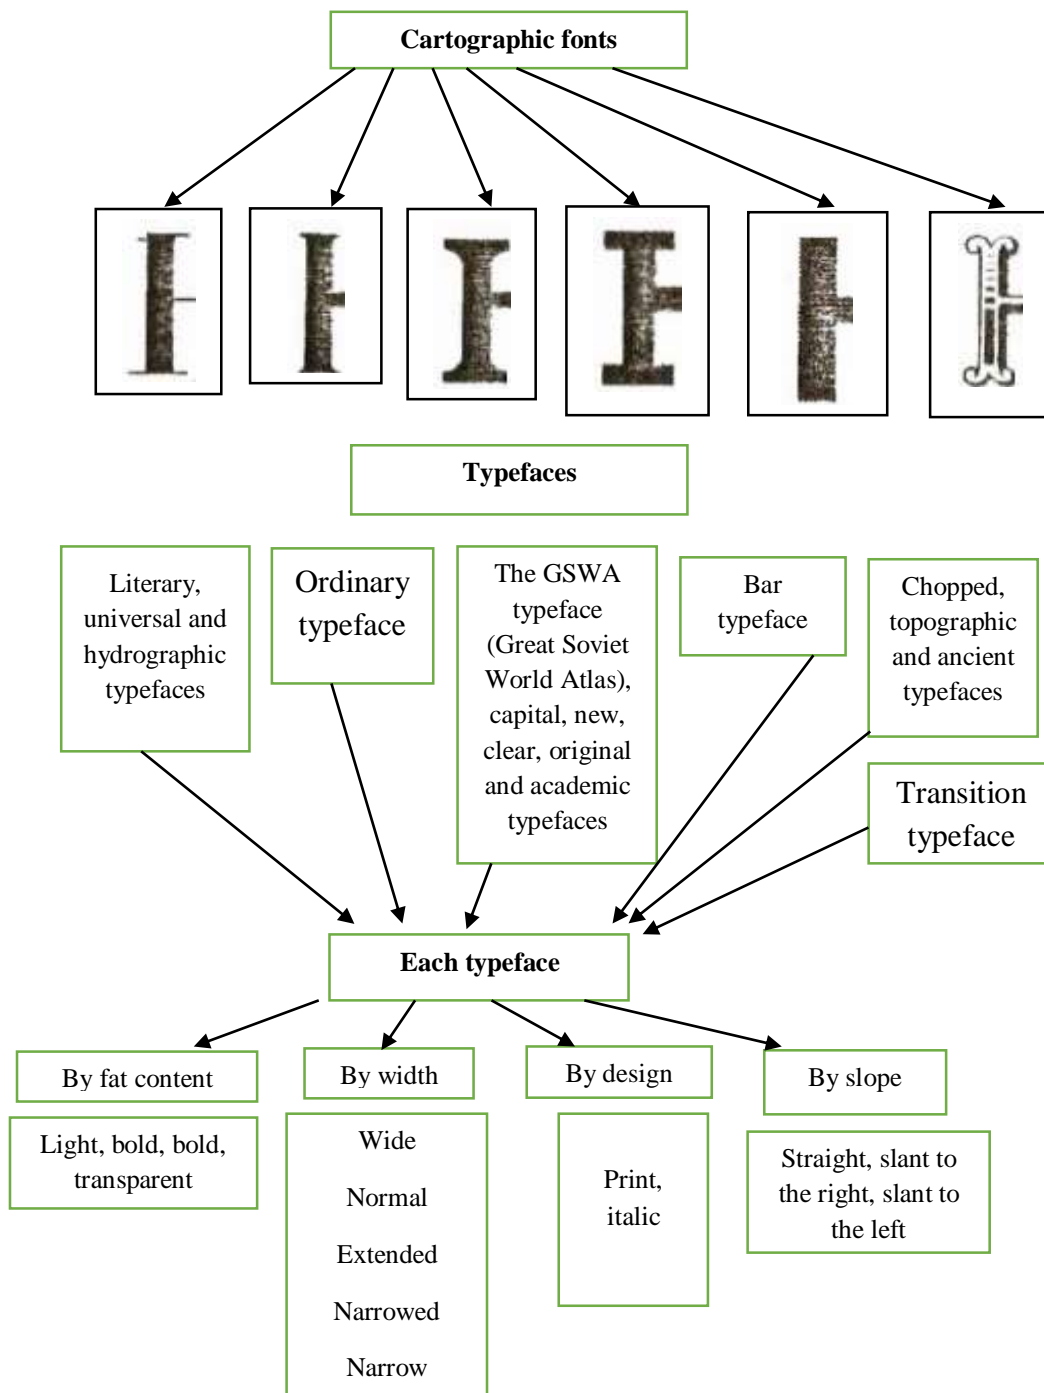 Cartographic fonts
Typefaces
Literary,
universal and
hydrographic
typefaces
Ordinary
typeface
The GSWA
typeface
(Great Soviet
World Atlas),
capital, new,
clear, original
and academic
typefaces
Bar
typeface
Chopped,
topographic
and ancient
typefaces
Transition
typeface
Each typeface
By fat content
By width
By design
By slope
Light, bold, bold,
transparent
Wide
Normal
Extended
Narrowed
Narrow
Print,
italic
Straight, slant to
the right, slant to
the left